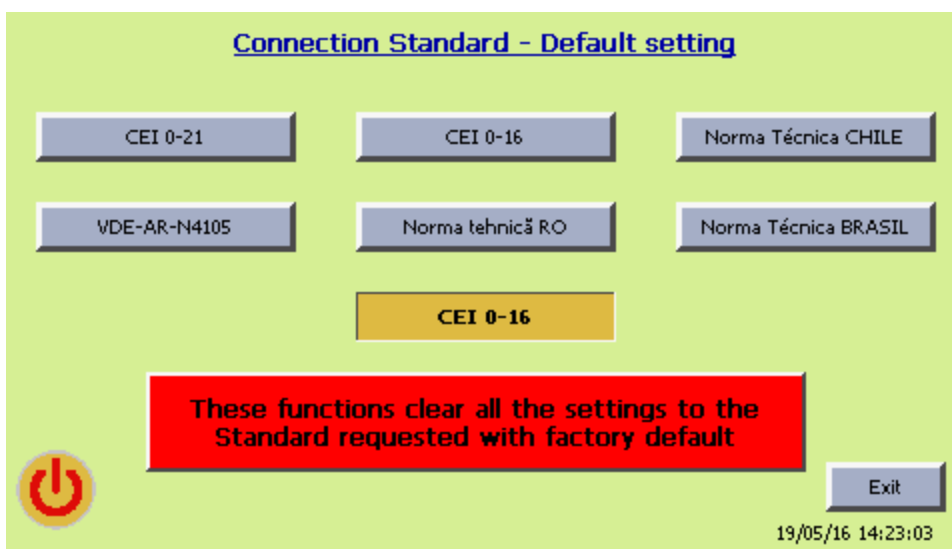 Connection Standard - Default setting
CEI 0-21
CEI 0-16
Norma Técnica CHILE
VDE-AR-N4105
Norma tehnică RO
Norma Técnica BRASIL
CEI 0-16
These functions clear all the settings to the
Standard requested with factory default
Exit
19/05/16 14:23:03